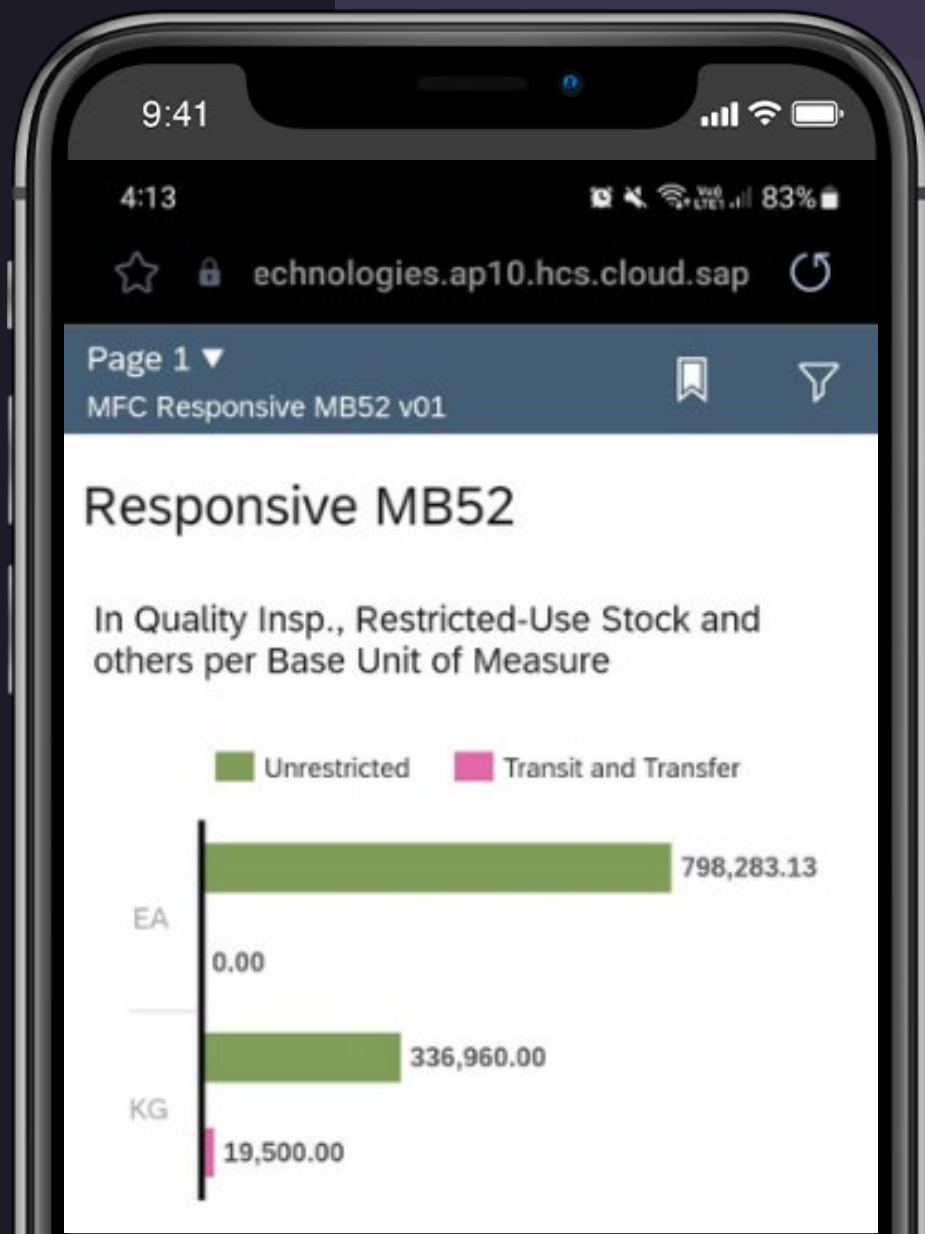 9:41
4:13 83%
echnologies.ap10.hcs.cloud.sap
Page 1
MFC Responsive MB52 v01
Responsive MB52
In Quality Insp., Restricted-Use Stock and
others per Base Unit of Measure
Unrestricted Transit and Transfer
798,283.13
EA
0.00
336,960.00
KG
19,500.00